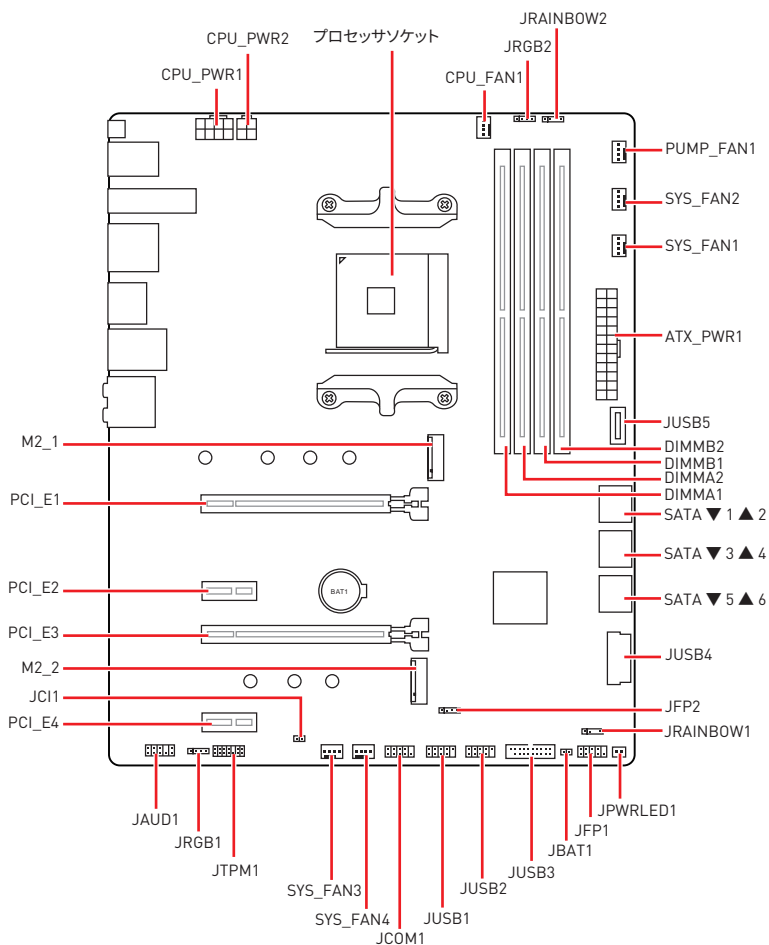 JRAINBOW2
CPU_PWR2
プロセッサソケット
JRGB2
CPU_PWR1
CPU_FAN1
PUMP_FAN1
SYS_FAN2
SYS_FAN1
ATX_PWR1
JUSB5
M2_1
DIMMB2
DIMMB1
DIMMA2
DIMMA1
PCI_E1
SATA ▼ 1 ▲ 2
SATA ▼ 3 ▲ 4
PCI_E2
BAT1
SATA ▼ 5 ▲ 6
PCI_E3
JUSB4
M2_2
JCI1
JFP2
PCI_E4
JRAINBOW1
JAUD1
JRGB1
JTPM1
JPWRLED1
JFP1
JBAT1
JUSB3
SYS_FAN3
JUSB2
SYS_FAN4
JUSB1
JCOM1